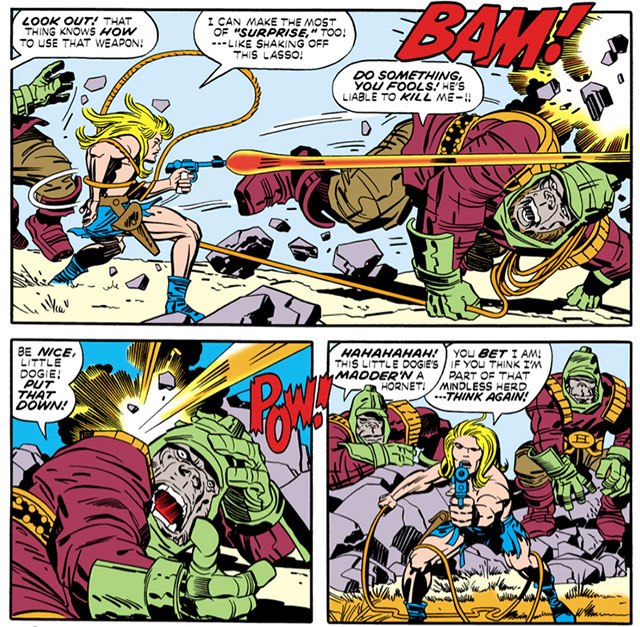 LOOK OUT! THAT
THING KNOWS HOW
TO USE THAT WEAPON!
I CAN MAKE THE MOST
OF "SURPRISE," TOO!
---LIKE SHAKING OFF
THIS LASSO!
BAM!
DO SOMETHING,
YOU FOOLS! HE'S
LIABLE TO KILL ME--!!
BE NICE,
LITTLE
DOGIE!
PUT
THAT
DOWN!
POW!
HAHAHAHAH!
THIS LITTLE DOGIE'S
MADDER'N A
HORNET!
YOU BET I AM!
IF YOU THINK I'M
PART OF THAT
MINDLESS HERD
---THINK AGAIN!